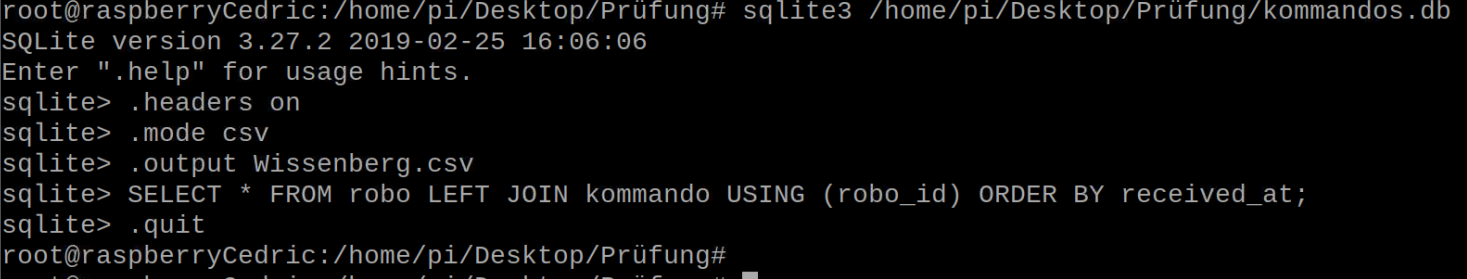 root@raspberryCedric:/home/pi/Desktop/Prüfung# sqlite3 /home/pi/Desktop/Prüfung/kommandos.db
SQLite version 3.27.2 2019-02-25 16:06:06
Enter ".help" for usage hints.
sqlite> .headers on
sqlite> .mode csv
sqlite> .output Wissenberg.csv
sqlite> SELECT * FROM robo LEFT JOIN kommando USING (robo_id) ORDER BY received_at;
sqlite> .quit
root@raspberryCedric:/home/pi/Desktop/Prüfung#